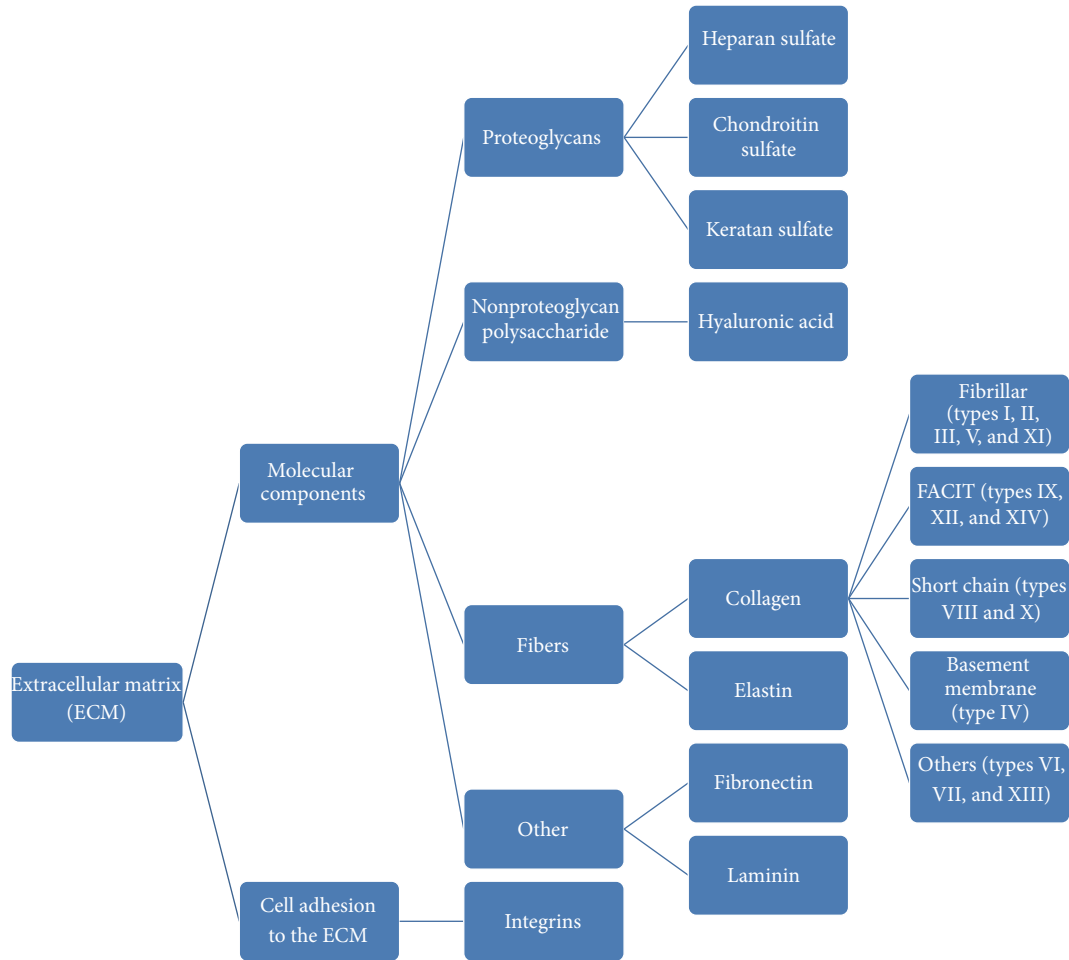 Heparan sulfate
Proteoglycans
Chondroitin
sulfate
Keratan sulfate
Nonproteoglycan
polysaccharide
Hyaluronic acid
Fibrillar
(types I, II,
III, V, and XI)
Molecular
components
FACIT (types IX,
XII, and XIV)
Collagen
Short chain (types
VIII and X)
Fibers
Extracellular matrix
(ECM)
Elastin
Basement
membrane
(type IV)
Others (types VI,
VII, and XIII)
Fibronectin
Other
Laminin
Cell adhesion
to the ECM
Integrins